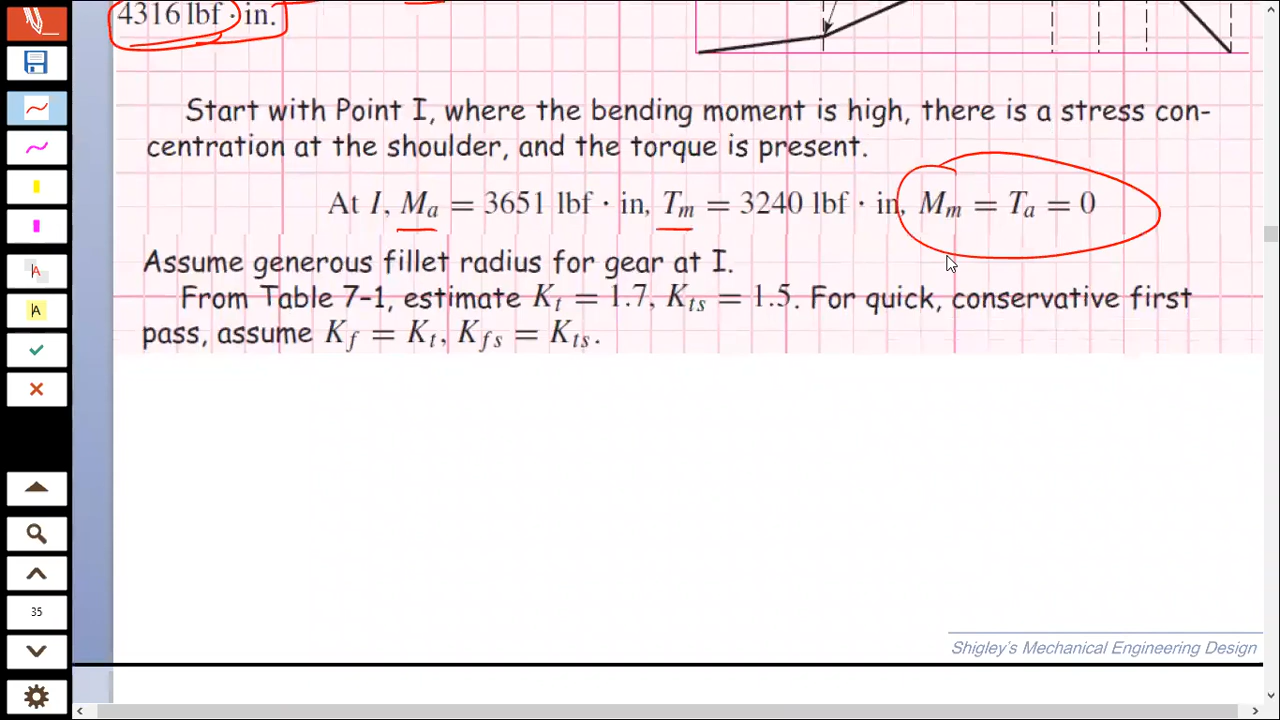 4316 lbf · in.
Start with Point I, where the bending moment is high, there is a stress con-
centration at the shoulder, and the torque is present.
At I, Mₐ = 3651 lbf · in, Tₘ = 3240 lbf · in, Mₘ = Tₐ = 0
Assume generous fillet radius for gear at I.
From Table 7–1, estimate Kₜ = 1.7, Kₜₛ = 1.5. For quick, conservative first
pass, assume K_f = Kₜ, K_fs = Kₜₛ.
A
A
35
Shigley's Mechanical Engineering Design